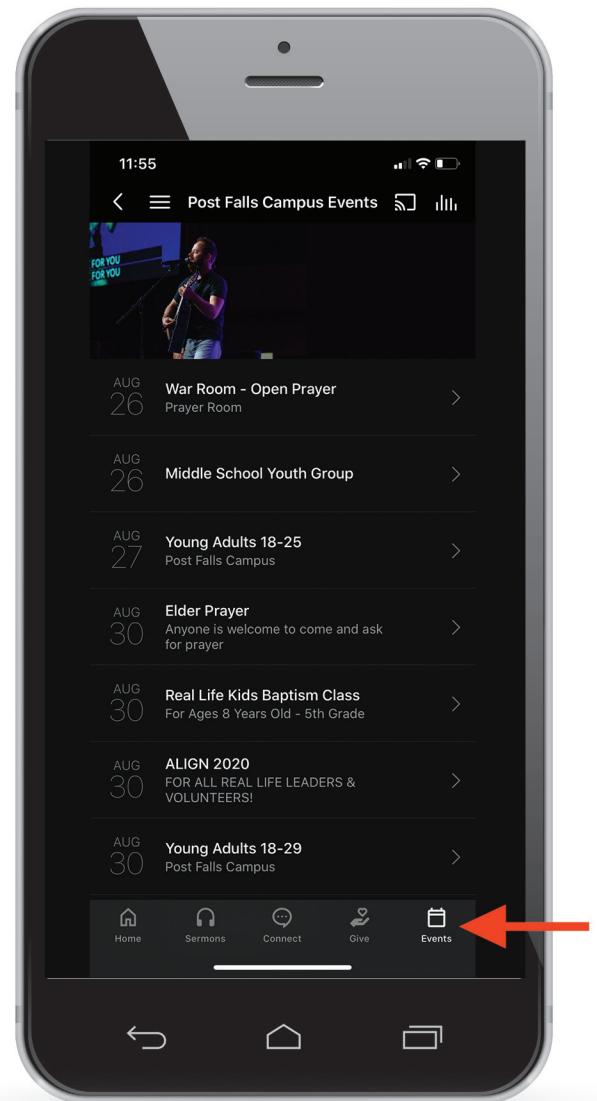 11:55
Post Falls Campus Events
FOR YOU
FOR YOU
AUG
26
War Room - Open Prayer
Prayer Room
AUG
26
Middle School Youth Group
AUG
27
Young Adults 18-25
Post Falls Campus
AUG
30
Elder Prayer
Anyone is welcome to come and ask
for prayer
AUG
30
Real Life Kids Baptism Class
For Ages 8 Years Old - 5th Grade
AUG
30
ALIGN 2020
FOR ALL REAL LIFE LEADERS &
VOLUNTEERS!
AUG
30
Young Adults 18-29
Post Falls Campus
Home
Sermons
Connect
Give
Events